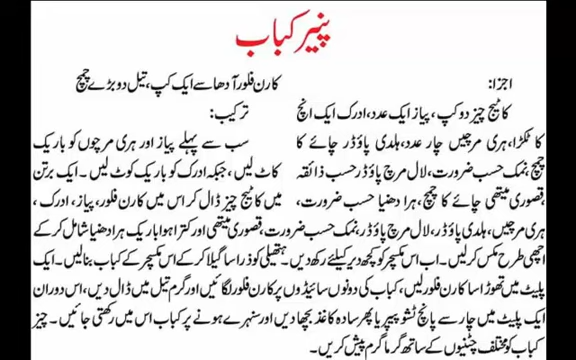 پنیر کباب
اجزا:
کاٹیج چیز دو کپ، پیاز ایک عدد، ادرک ایک انچ
کا ٹکڑا، ہری مرچیں چار عدد، ہلدی پاؤڈر چائے کا
چمچ، نمک حسب ضرورت، لال مرچ پاؤڈر حسب ذائقہ
قصوری میتھی چائے کا چمچ، ہرا دھنیا حسب ضرورت،
کارن فلور آدھا سے ایک کپ، تیل دو بڑے چمچ
ترکیب:
سب سے پہلے پیاز اور ہری مرچوں کو باریک
کاٹ لیں، جبکہ ادرک کو باریک کوٹ لیں۔ ایک برتن
میں کاٹیج چیز ڈال کر اس میں کارن فلور، پیاز، ادرک،
ہری مرچیں، ہلدی پاؤڈر، لال مرچ پاؤڈر، نمک حسب ضرورت، قصوری میتھی اور کترا ہوا باریک ہرا دھنیا شامل کر کے
اچھی طرح مکس کر لیں۔ اب اس مکسچر کو کچھ دیر کیلئے رکھ دیں۔ ہتھیلی کو ذرا سا گیلا کر کے اس مکسچر کے کباب بنا لیں۔ ایک
پلیٹ میں تھوڑا سا کارن فلور لیں، کباب کی دونوں سائیڈوں پر کارن فلور لگائیں اور گرم تیل میں ڈال دیں، اس دوران
ایک پلیٹ میں چار سے پانچ ٹشو پیپر یا پھر سادہ کاغذ بچھا دیں اور سنہرے ہونے پر کباب اس میں رکھتی جائیں۔ چیز
کباب کو مختلف چٹنیوں کے ساتھ گرما گرم پیش کریں۔